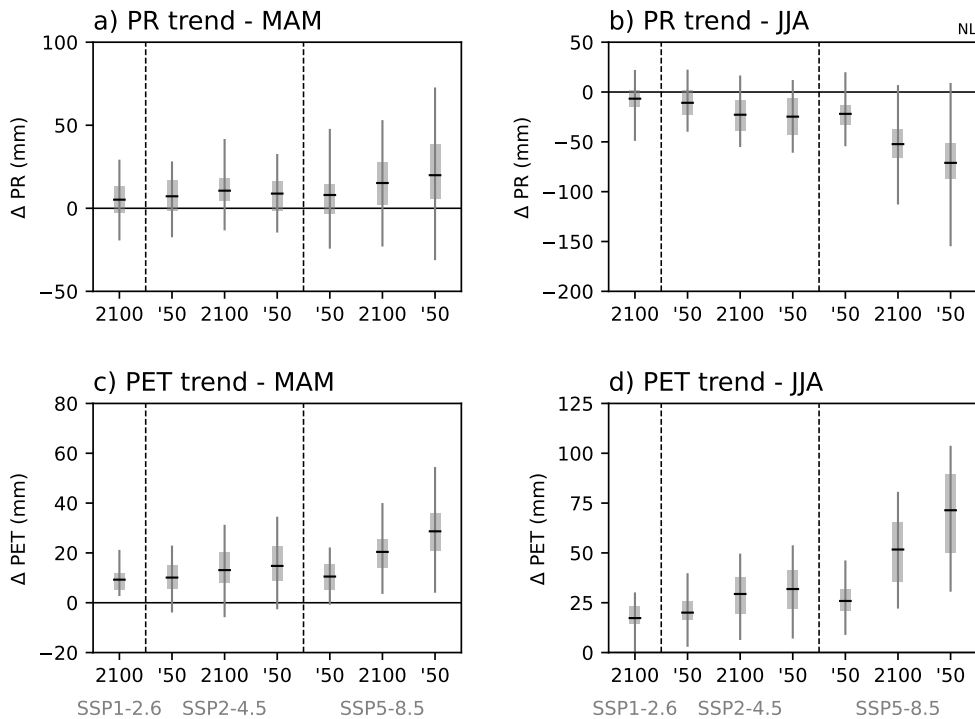 a) PR trend - MAM
100
50
0
−50
Δ PR (mm)
2100 '50 2100 '50 '50 2100 '50
b) PR trend - JJA
NL
50
0
−50
−100
−150
−200
Δ PR (mm)
2100 '50 2100 '50 '50 2100 '50
c) PET trend - MAM
80
60
40
20
0
−20
Δ PET (mm)
2100 '50 2100 '50 '50 2100 '50
SSP1-2.6 SSP2-4.5 SSP5-8.5
d) PET trend - JJA
125
100
75
50
25
0
Δ PET (mm)
2100 '50 2100 '50 '50 2100 '50
SSP1-2.6 SSP2-4.5 SSP5-8.5